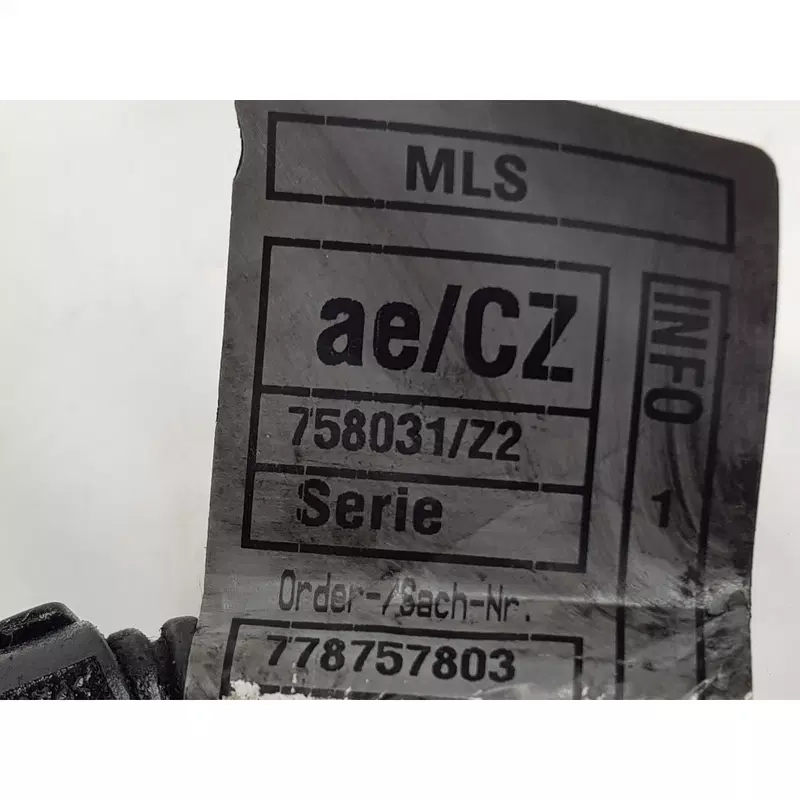 MLS
ae/CZ
758031/Z2
Serie
Order-/Sach-Nr.
778757803
INFO
1